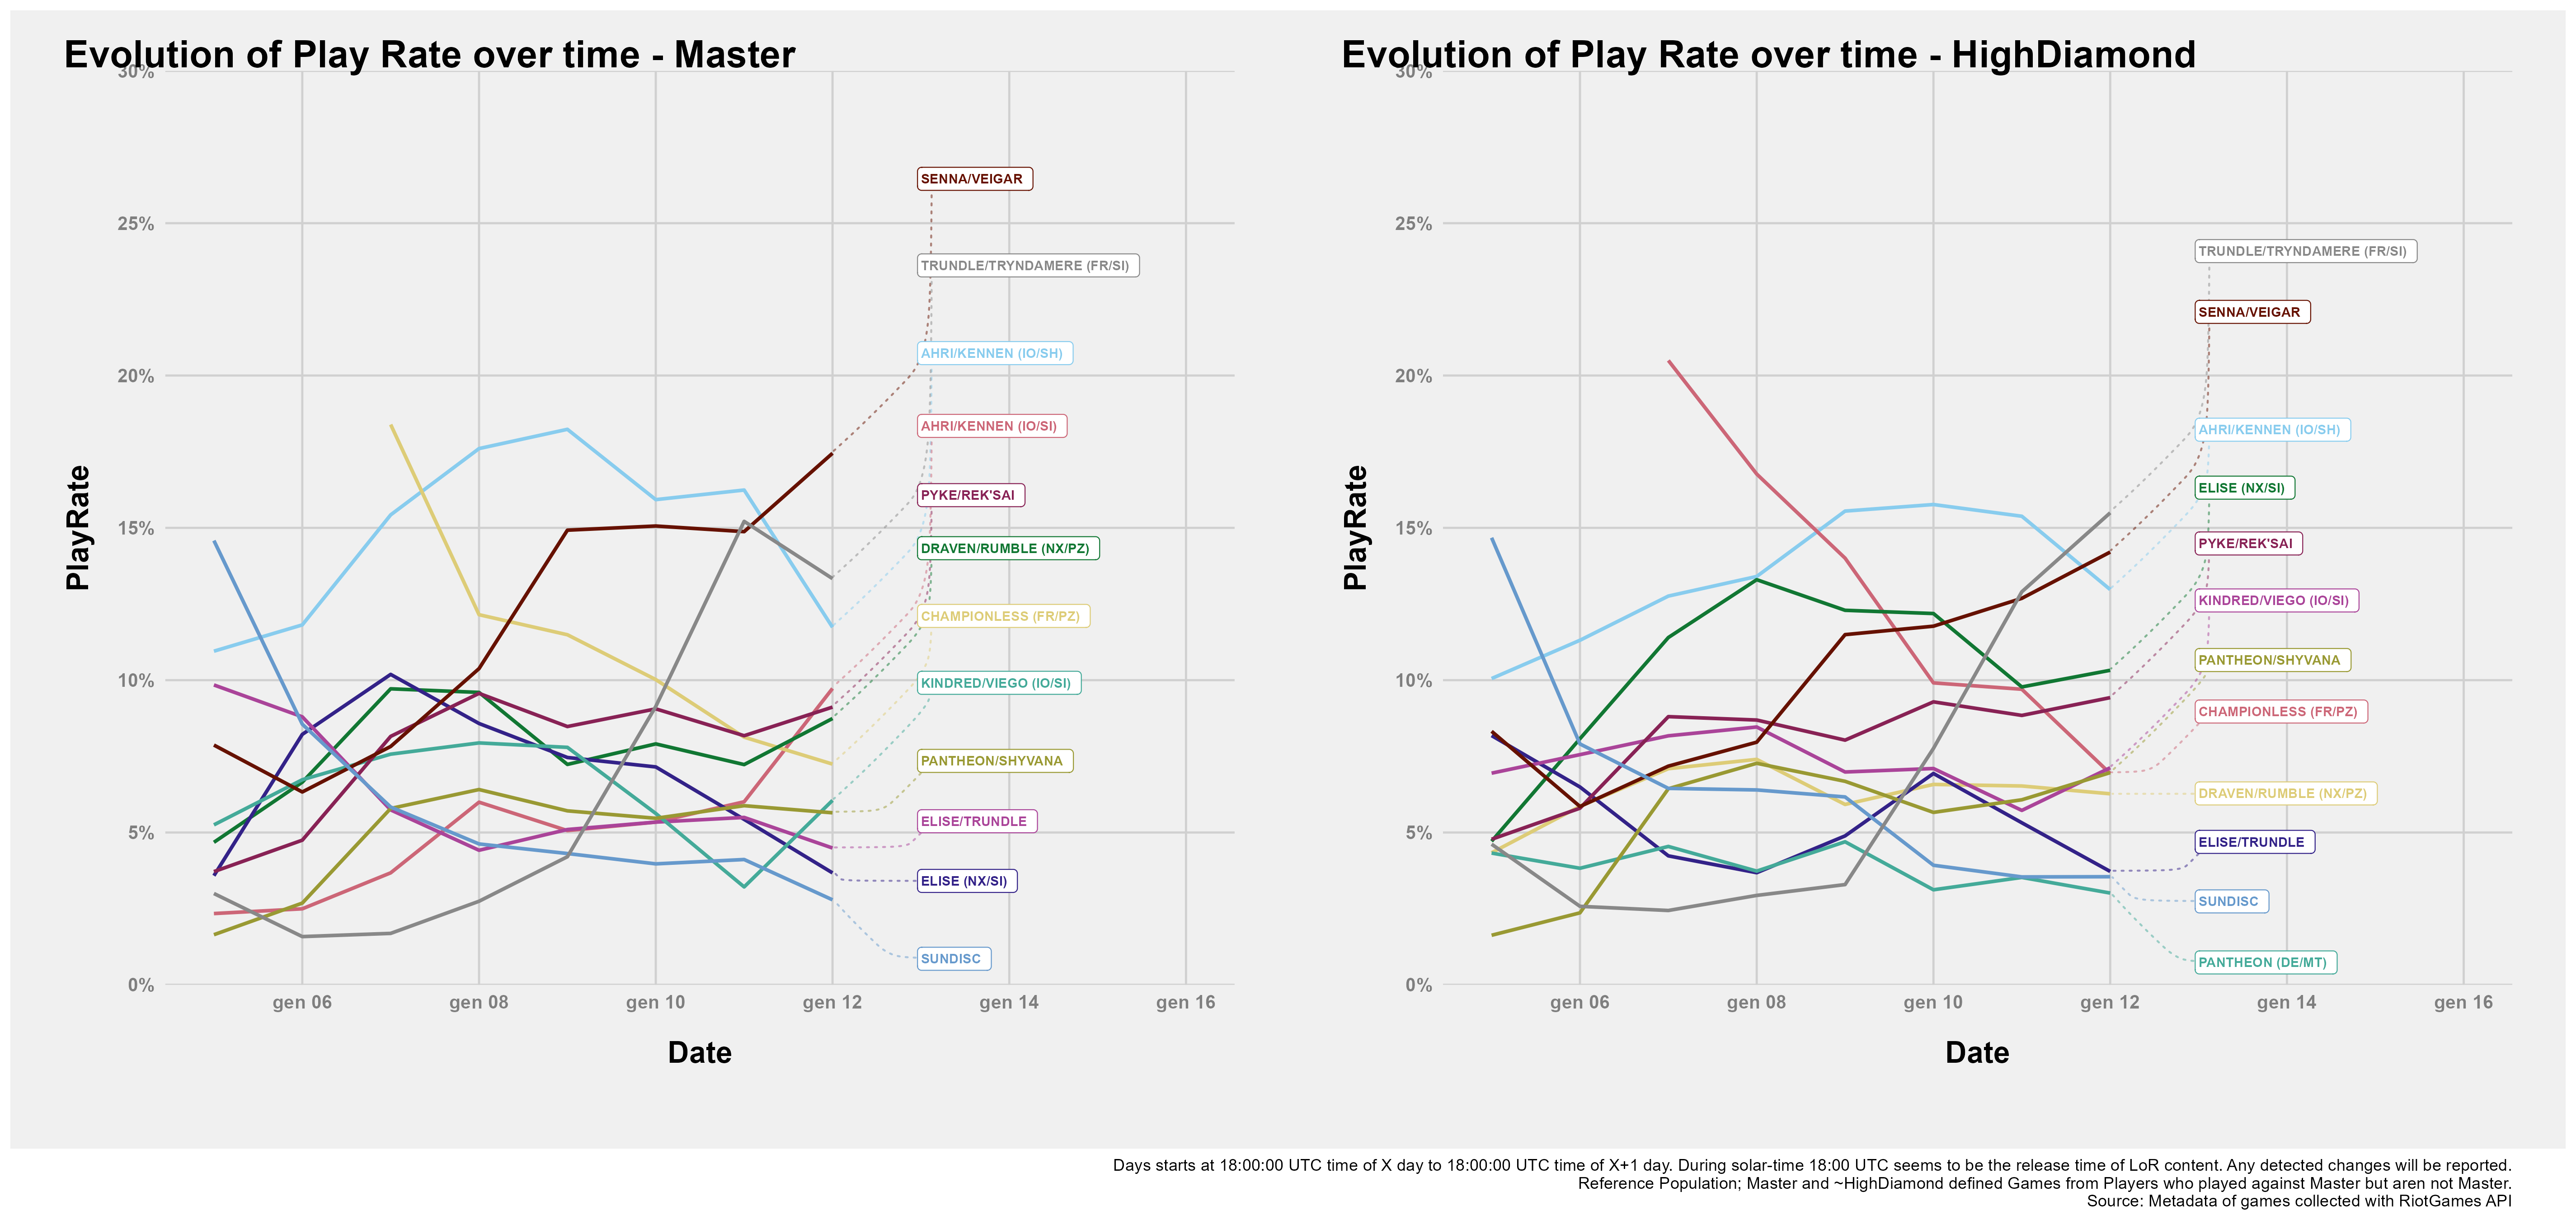 Evolution of Play Rate over time - Master
30%
25%
20%
15%
10%
5%
0%
PlayRate
SENNA/VEIGAR
TRUNDLE/TRYNDAMERE (FR/SI)
AHRI/KENNEN (IO/SH)
AHRI/KENNEN (IO/SI)
PYKE/REK'SAI
DRAVEN/RUMBLE (NX/PZ)
CHAMPIONLESS (FR/PZ)
KINDRED/VIEGO (IO/SI)
PANTHEON/SHYVANA
ELISE/TRUNDLE
ELISE (NX/SI)
SUNDISC
gen 06 gen 08 gen 10 gen 12 gen 14 gen 16
Date
Evolution of Play Rate over time - HighDiamond
30%
25%
20%
15%
10%
5%
0%
PlayRate
TRUNDLE/TRYNDAMERE (FR/SI)
SENNA/VEIGAR
AHRI/KENNEN (IO/SH)
ELISE (NX/SI)
PYKE/REK'SAI
KINDRED/VIEGO (IO/SI)
PANTHEON/SHYVANA
CHAMPIONLESS (FR/PZ)
DRAVEN/RUMBLE (NX/PZ)
ELISE/TRUNDLE
SUNDISC
PANTHEON (DE/MT)
gen 06 gen 08 gen 10 gen 12 gen 14 gen 16
Date
Days starts at 18:00:00 UTC time of X day to 18:00:00 UTC time of X+1 day. During solar-time 18:00 UTC seems to be the release time of LoR content. Any detected changes will be reported.
Reference Population; Master and ~HighDiamond defined Games from Players who played against Master but aren not Master.
Source: Metadata of games collected with RiotGames API